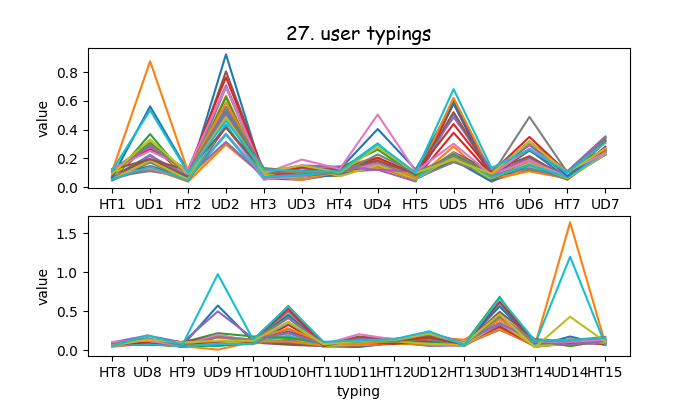 27. user typings
value
0.8
0.6
0.4
0.2
0.0
HT1 UD1 HT2 UD2 HT3 UD3 HT4 UD4 HT5 UD5 HT6 UD6 HT7 UD7
value
1.5
1.0
0.5
0.0
HT8 UD8 HT9 UD9 HT10 UD10 HT11 UD11 HT12 UD12 HT13 UD13 HT14 UD14 HT15
typing